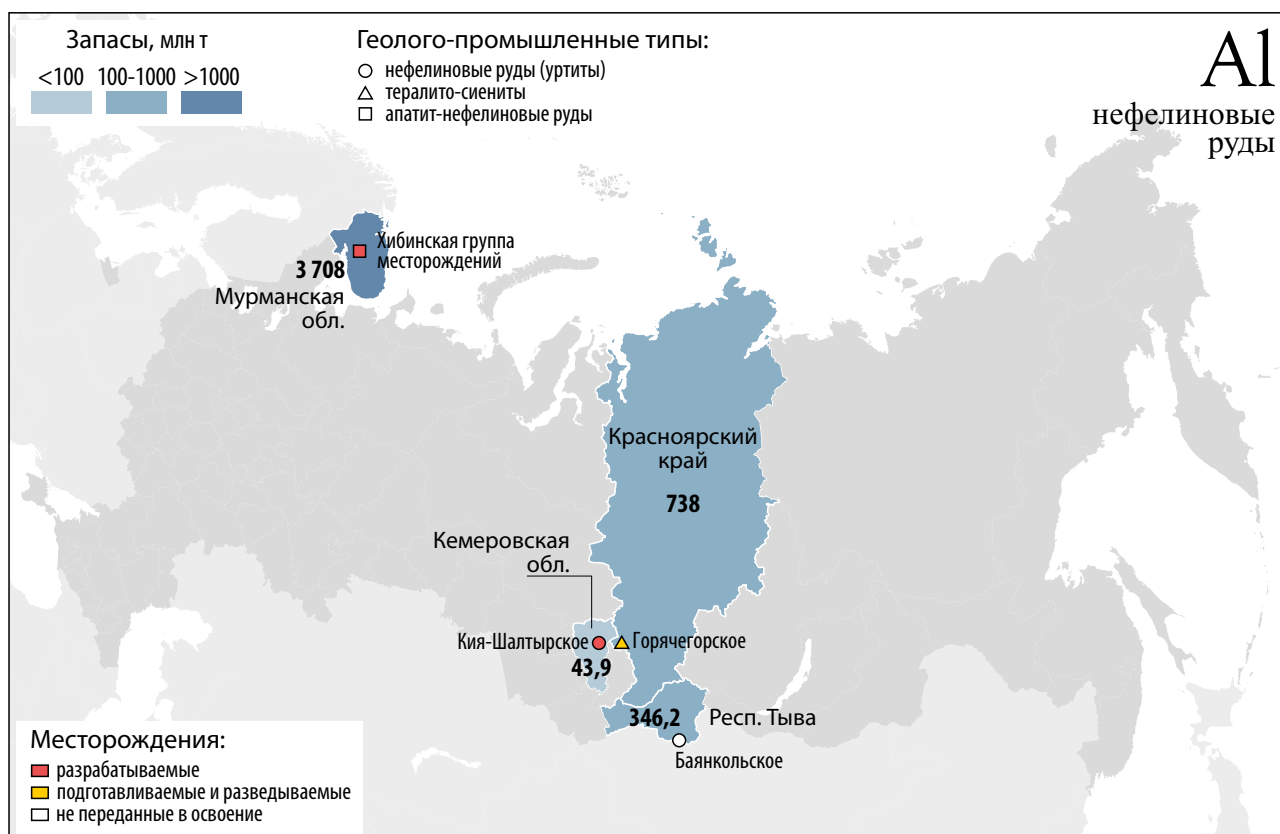 Запасы, млн т
<100 100-1000 >1000
Геолого-промышленные типы:
нефелиновые руды (уртиты)
тералито-сиениты
апатит-нефелиновые руды
Al
нефелиновые
руды
Хибинская группа
месторождений
3 708
Мурманская
обл.
Красноярский
край
738
Кемеровская
обл.
Кия-Шалтырское
Горячегорское
43,9
346,2
Респ. Тыва
Баянкольское
Месторождения:
разрабатываемые
подготавливаемые и разведываемые
не переданные в освоение